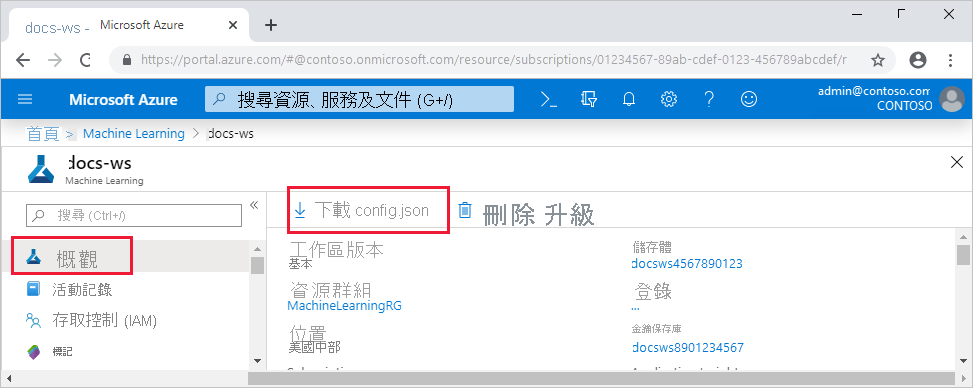 docs-ws - Microsoft Azure
https://portal.azure.com/#@contoso.onmicrosoft.com/resource/subscriptions/01234567-89ab-cdef-0123-456789abcdef/r
Microsoft Azure
搜尋資源、服務及文件 (G+/)
admin@contoso.com
CONTOSO
首頁 > Machine Learning > docs-ws
docs-ws
Machine Learning
搜尋 (Ctrl+/)
概觀
活動記錄
存取控制 (IAM)
標記
下載 config.json
刪除 升級
工作區版本
基本
資源群組
MachineLearningRG
位置
美國中部
儲存體
docsws4567890123
登錄
...
金鑰保存庫
docsws8901234567